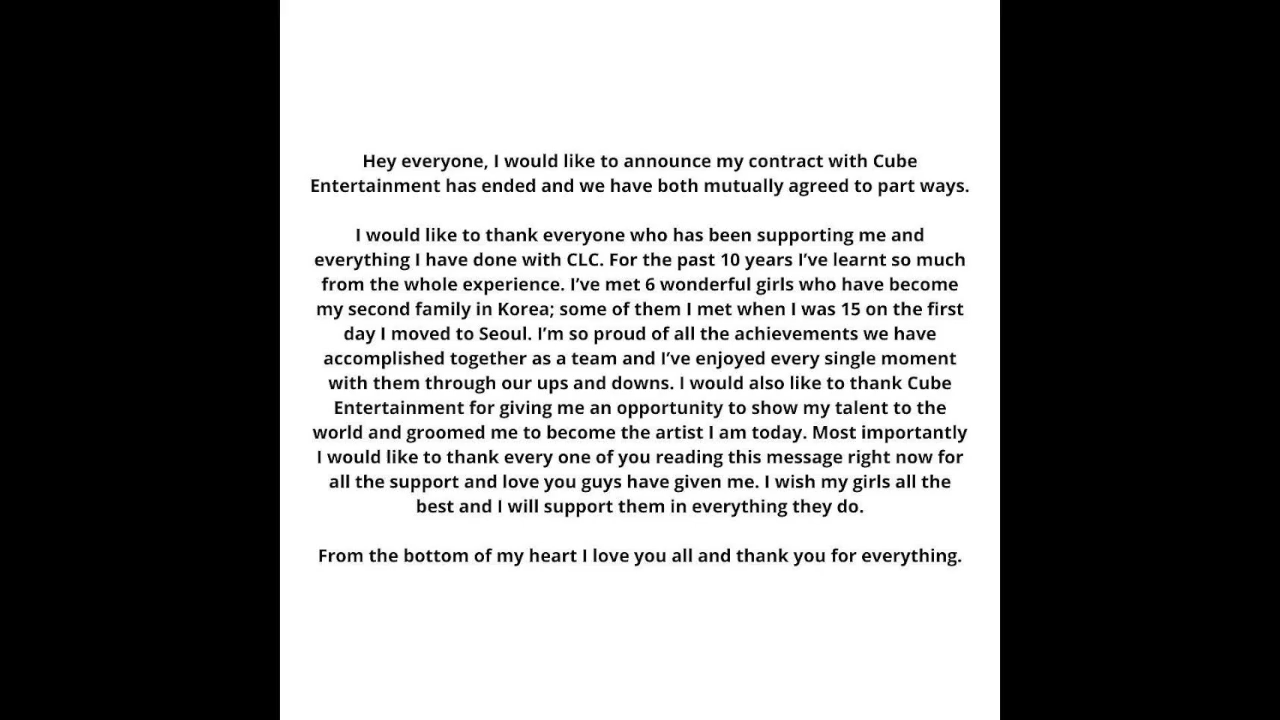 Hey everyone, I would like to announce my contract with Cube
Entertainment has ended and we have both mutually agreed to part ways.
I would like to thank everyone who has been supporting me and
everything I have done with CLC. For the past 10 years I’ve learnt so much
from the whole experience. I’ve met 6 wonderful girls who have become
my second family in Korea; some of them I met when I was 15 on the first
day I moved to Seoul. I’m so proud of all the achievements we have
accomplished together as a team and I’ve enjoyed every single moment
with them through our ups and downs. I would also like to thank Cube
Entertainment for giving me an opportunity to show my talent to the
world and groomed me to become the artist I am today. Most importantly
I would like to thank every one of you reading this message right now for
all the support and love you guys have given me. I wish my girls all the
best and I will support them in everything they do.
From the bottom of my heart I love you all and thank you for everything.